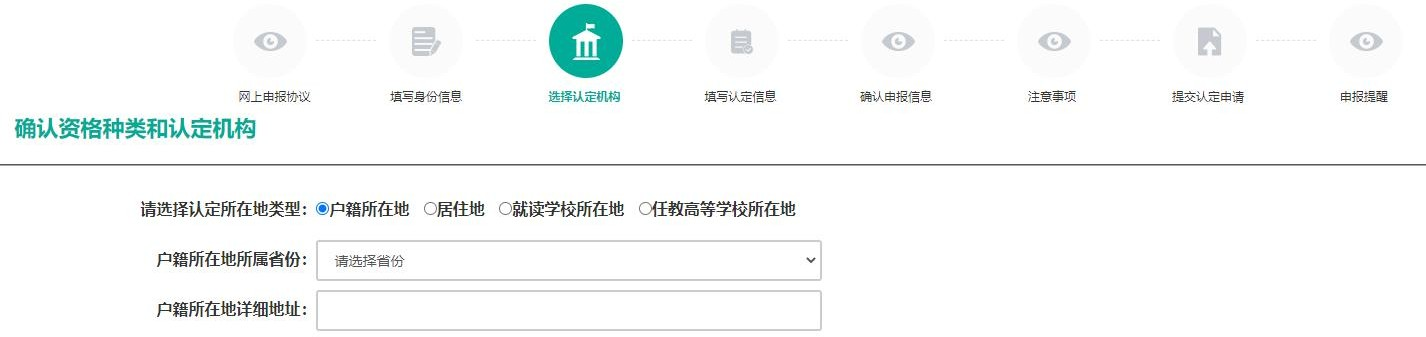 网上申报协议 填写身份信息 选择认定机构 填写认定信息 确认申报信息 注意事项 提交认定申请 申报提醒
确认资格种类和认定机构
请选择认定所在地类型: 户籍所在地 居住地 就读学校所在地 任教高等学校所在地
户籍所在地所属省份: 请选择省份
户籍所在地详细地址: